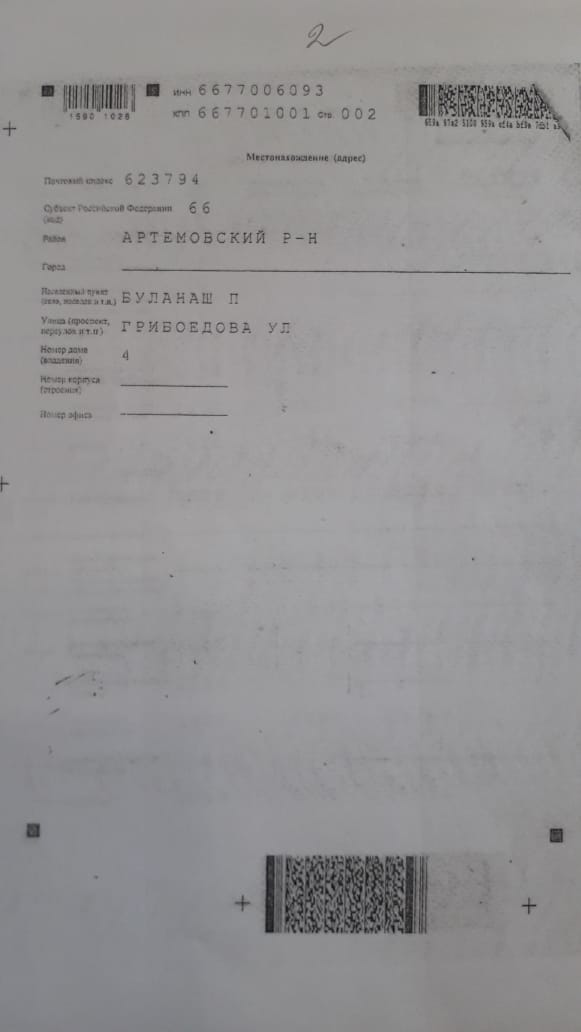 2
ИНН 6677006093
1590 1028
КПП 667701001 Стр. 002
Местонахождение (адрес)
Почтовый индекс 623794
Субъект Российской Федерации (код) 66
Район АРТЕМОВСКИЙ Р-Н
Город
Населенный пункт (село, поселок и т.п.) БУЛАНАШ П
Улица (проспект, переулок и т.п.) ГРИБОЕДОВА УЛ
Номер дома (владения) 4
Номер корпуса (строения)
Номер офиса